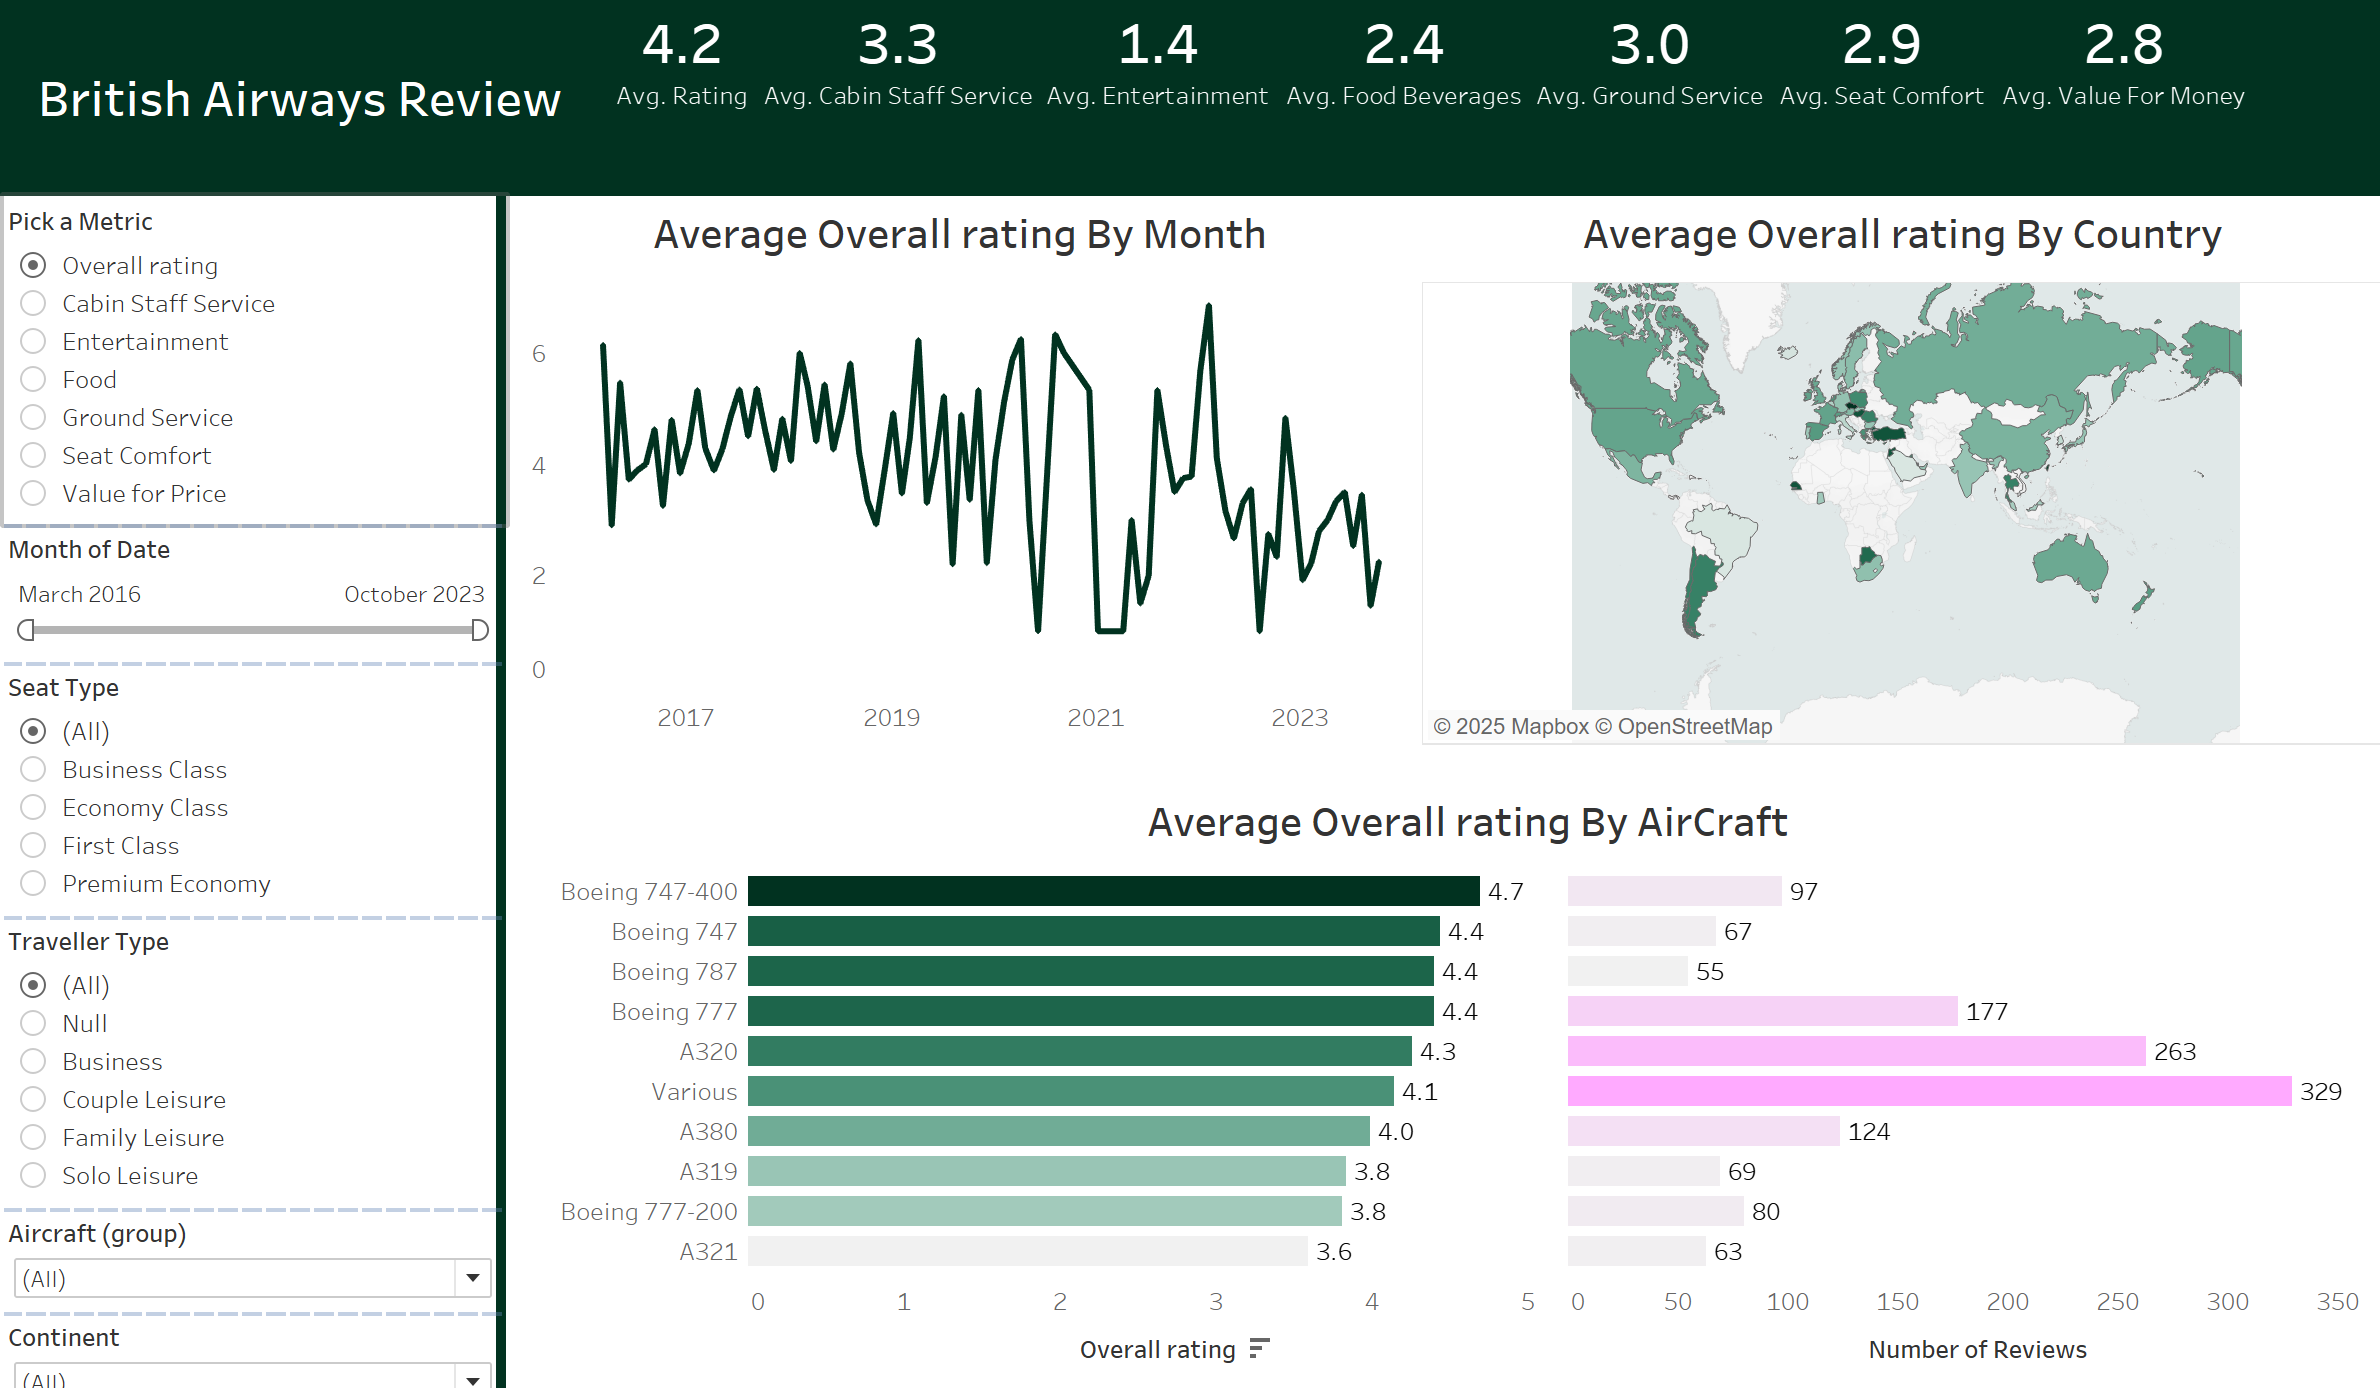 British Airways Review
4.2 3.3 1.4 2.4 3.0 2.9 2.8
Avg. Rating Avg. Cabin Staff Service Avg. Entertainment Avg. Food Beverages Avg. Ground Service Avg. Seat Comfort Avg. Value For Money
Pick a Metric
Overall rating
Cabin Staff Service
Entertainment
Food
Ground Service
Seat Comfort
Value for Price
Month of Date
March 2016 October 2023
Seat Type
(All)
Business Class
Economy Class
First Class
Premium Economy
Traveller Type
(All)
Null
Business
Couple Leisure
Family Leisure
Solo Leisure
Aircraft (group)
(All)
Continent
(All)
Average Overall rating By Month
6
4
2
0
2017 2019 2021 2023
Average Overall rating By Country
© 2025 Mapbox © OpenStreetMap
Average Overall rating By AirCraft
Boeing 747-400 4.7 97
Boeing 747 4.4 67
Boeing 787 4.4 55
Boeing 777 4.4 177
A320 4.3 263
Various 4.1 329
A380 4.0 124
A319 3.8 69
Boeing 777-200 3.8 80
A321 3.6 63
0 1 2 3 4 5 0 50 100 150 200 250 300 350
Overall rating Number of Reviews